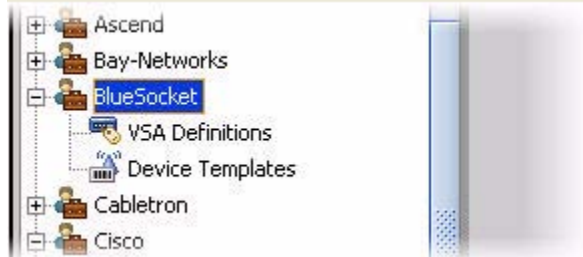 Ascend
Bay-Networks
BlueSocket
VSA Definitions
Device Templates
Cabletron
Cisco